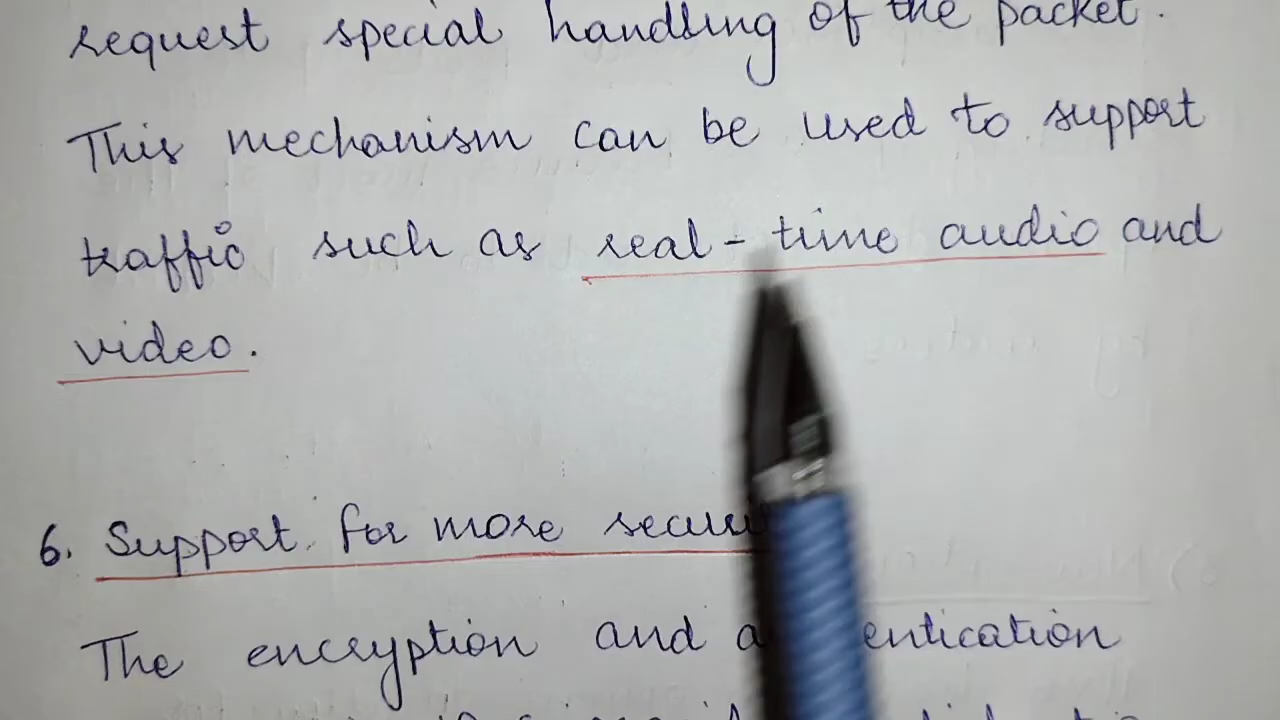 request special handling of the packet.
This mechanism can be used to support
traffic such as real-time audio and
video.
6. Support for more
The encryption and